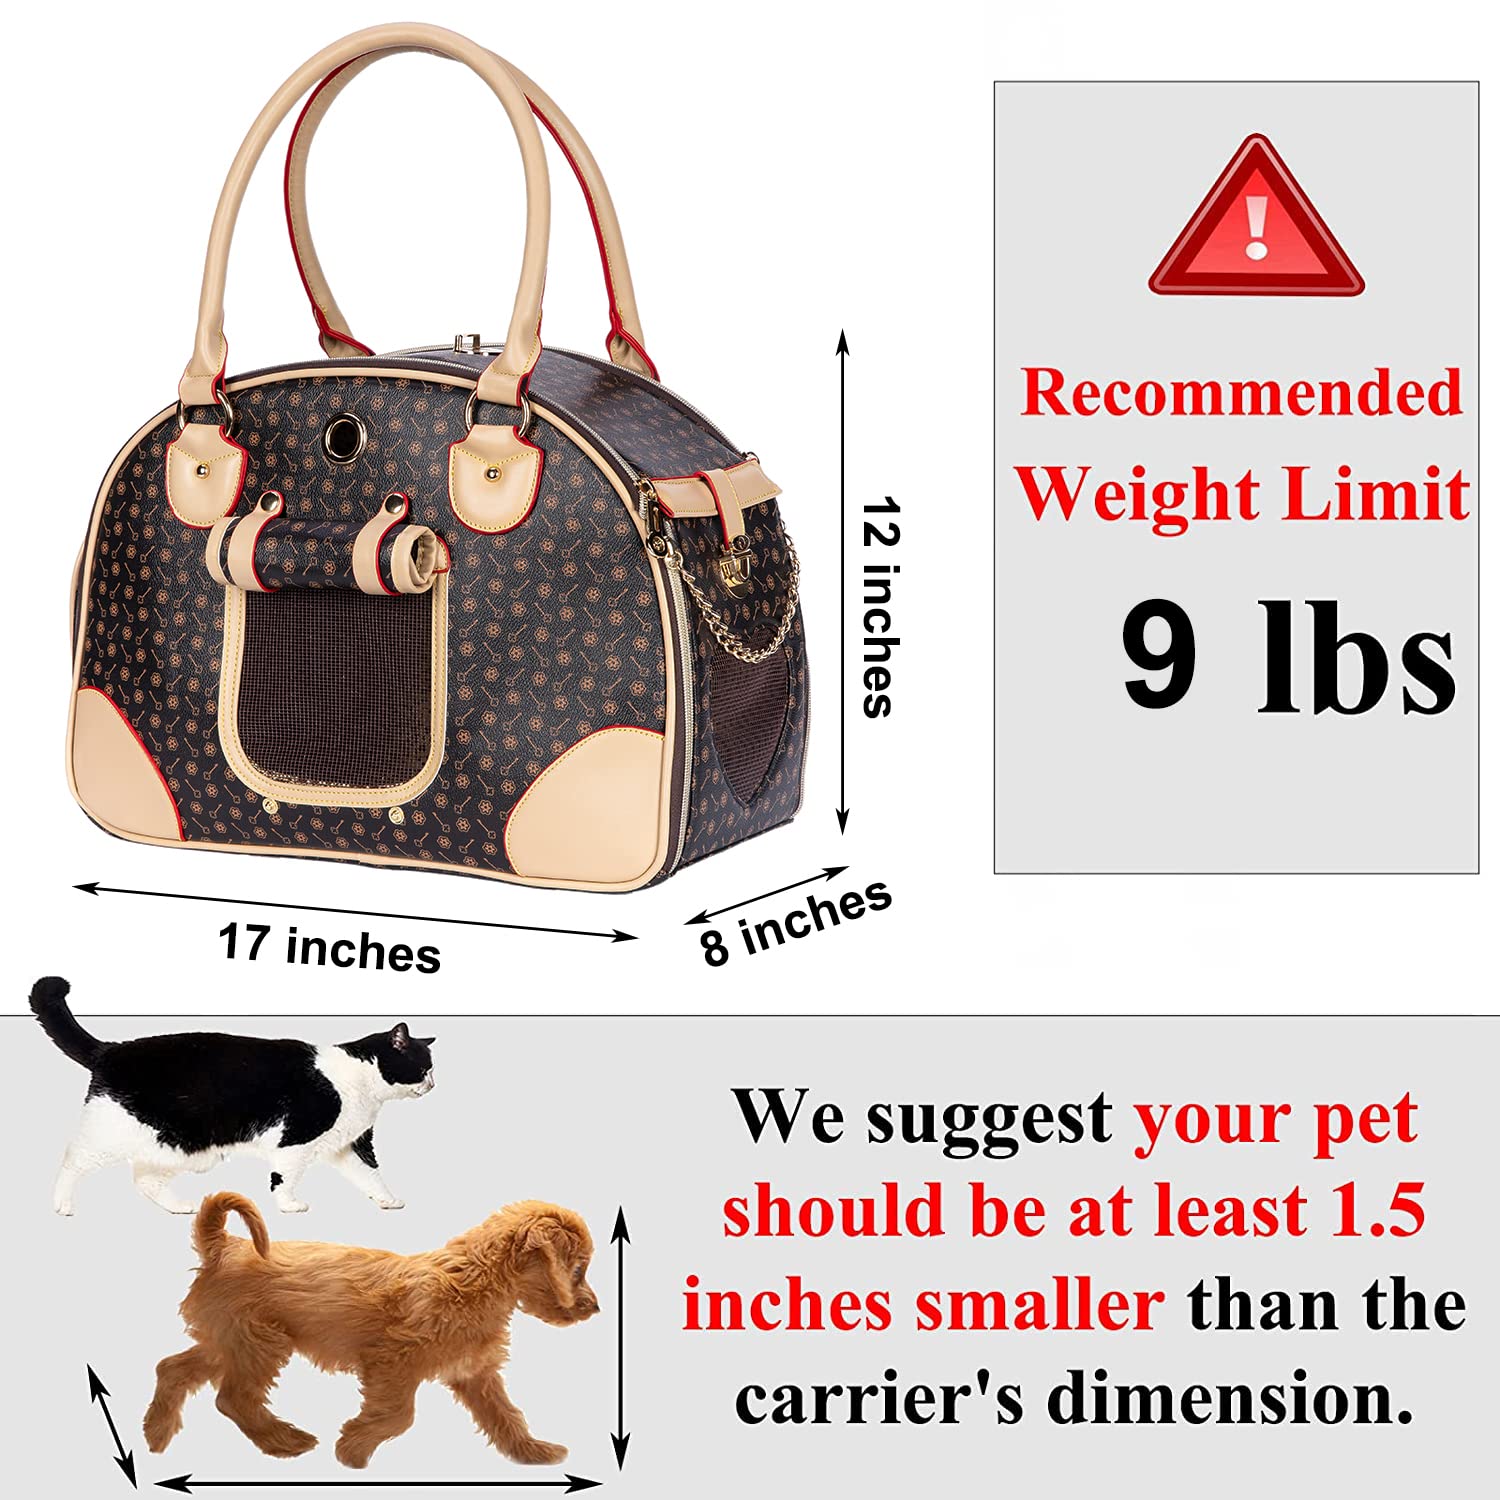 Recommended
Weight Limit
9 lbs
12 inches
8 inches
17 inches
We suggest your pet
should be at least 1.5
inches smaller than the
carrier's dimension.